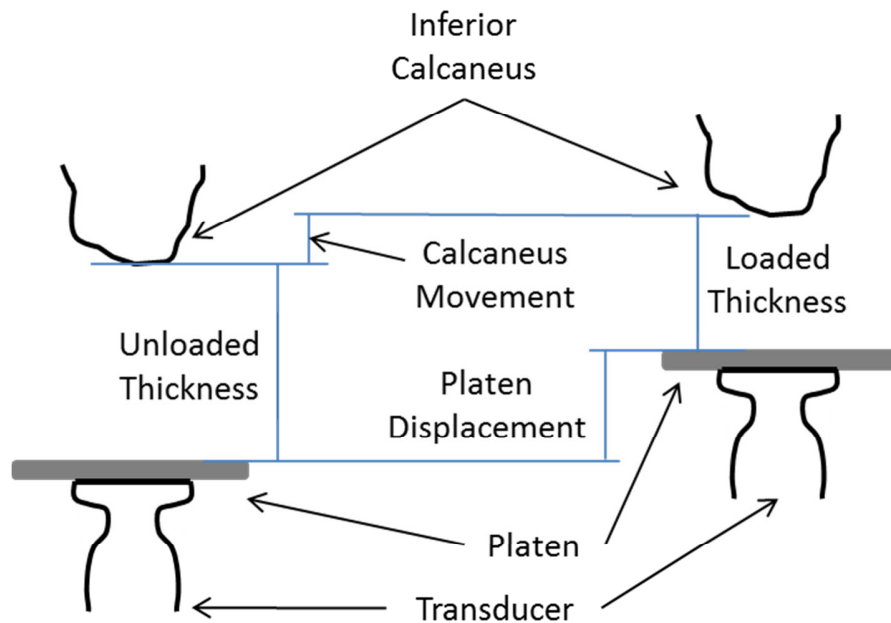 Inferior
Calcaneus
Calcaneus
Movement
Loaded
Thickness
Unloaded
Thickness
Platen
Displacement
Platen
Transducer